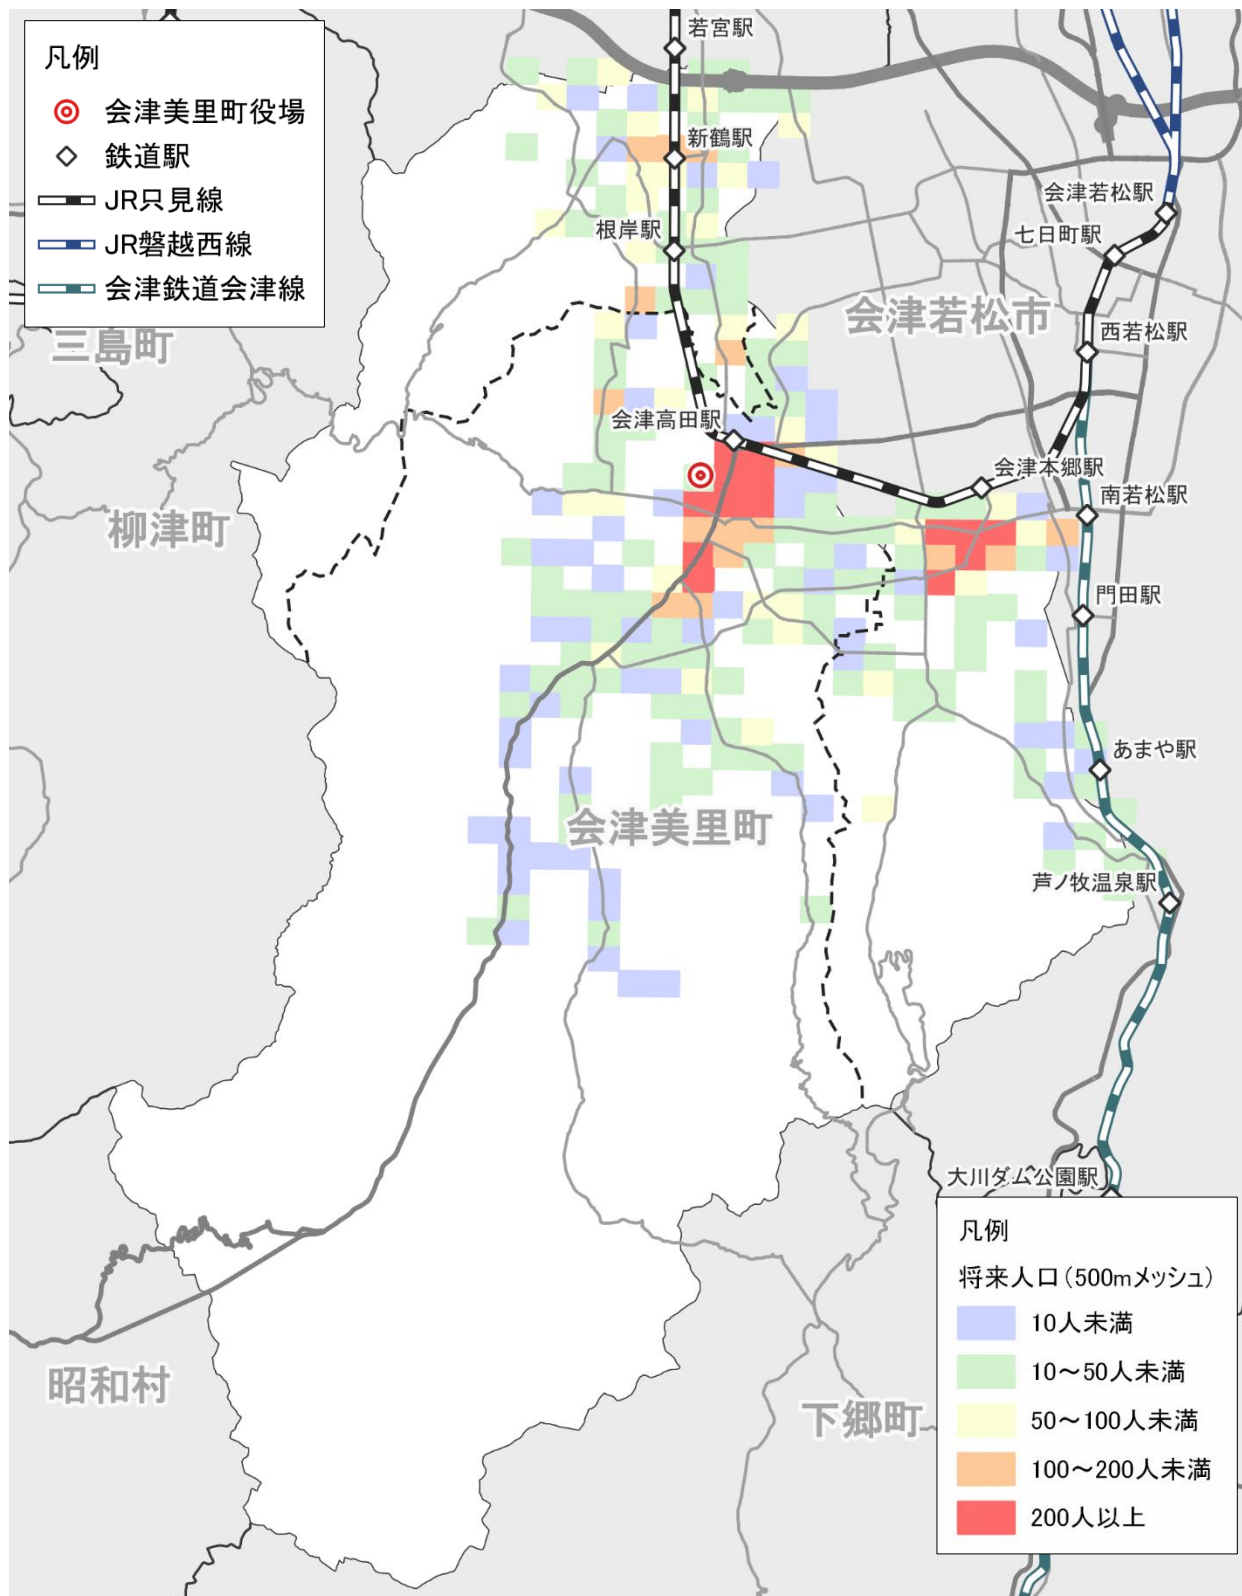 凡例
会津美里町役場
鉄道駅
JR只見線
JR磐越西線
会津鉄道会津線
若宮駅
新鶴駅
根岸駅
会津若松駅
七日町駅
会津若松市
西若松駅
三島町
会津高田駅
会津本郷駅
南若松駅
柳津町
門田駅
あまや駅
会津美里町
芦ノ牧温泉駅
大川ダム公園駅
昭和村
下郷町
凡例
将来人口(500mメッシュ)
10人未満
10～50人未満
50～100人未満
100～200人未満
200人以上